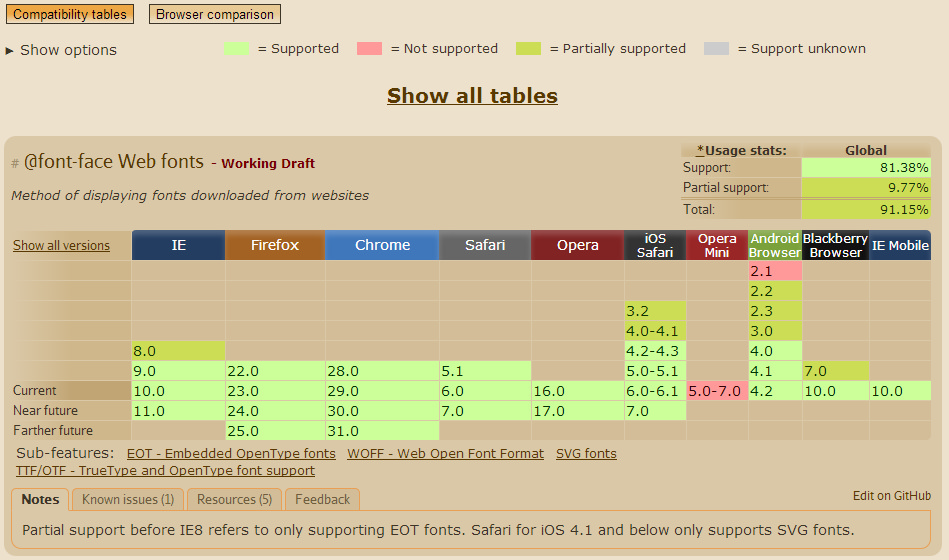 Compatibility tables Browser comparison
► Show options = Supported = Not supported = Partially supported = Support unknown
Show all tables
# @font-face Web fonts - Working Draft
*Usage stats: Global
Support: 81.38%
Method of displaying fonts downloaded from websites
Partial support: 9.77%
Total: 91.15%
Show all versions IE Firefox Chrome Safari Opera iOS Safari Opera Mini Android Browser Blackberry Browser IE Mobile
2.1
2.2
3.2 2.3
4.0-4.1 3.0
8.0 4.2-4.3 4.0
9.0 22.0 28.0 5.1 5.0-5.1 4.1 7.0
Current 10.0 23.0 29.0 6.0 16.0 6.0-6.1 5.0-7.0 4.2 10.0 10.0
Near future 11.0 24.0 30.0 7.0 17.0 7.0
Farther future 25.0 31.0
Sub-features: EOT - Embedded OpenType fonts WOFF - Web Open Font Format SVG fonts
TTF/OTF - TrueType and OpenType font support
Notes Known issues (1) Resources (5) Feedback Edit on GitHub
Partial support before IE8 refers to only supporting EOT fonts. Safari for iOS 4.1 and below only supports SVG fonts.